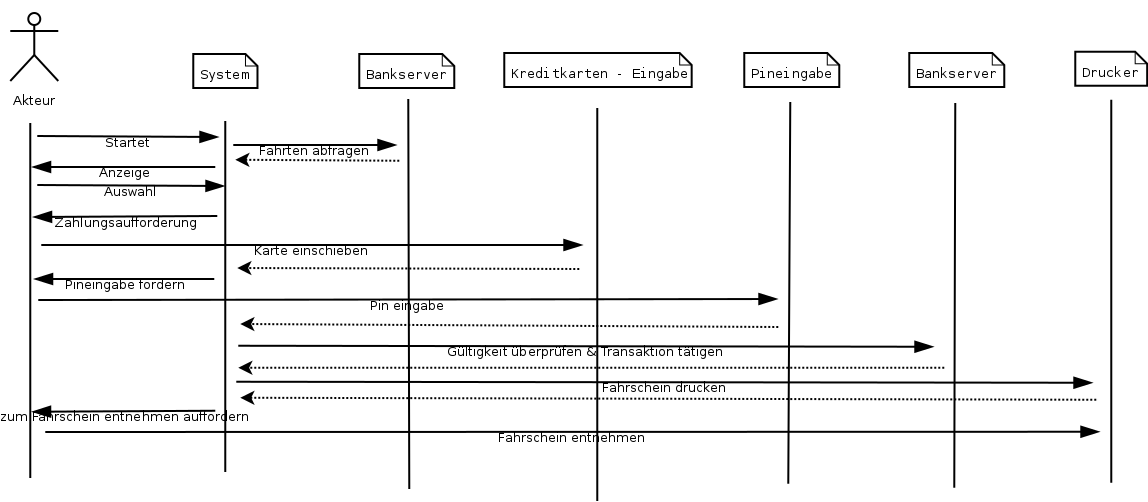 Akteur
System
Bankserver
Kreditkarten - Eingabe
Pineingabe
Bankserver
Drucker
Startet
Fahrten abfragen
Anzeige
Auswahl
Zahlungsaufforderung
Karte einschieben
Pineingabe fordern
Pin eingabe
Gültigkeit überprüfen & Transaktion tätigen
Fahrschein drucken
zum Fahrschein entnehmen auffordern
Fahrschein entnehmen